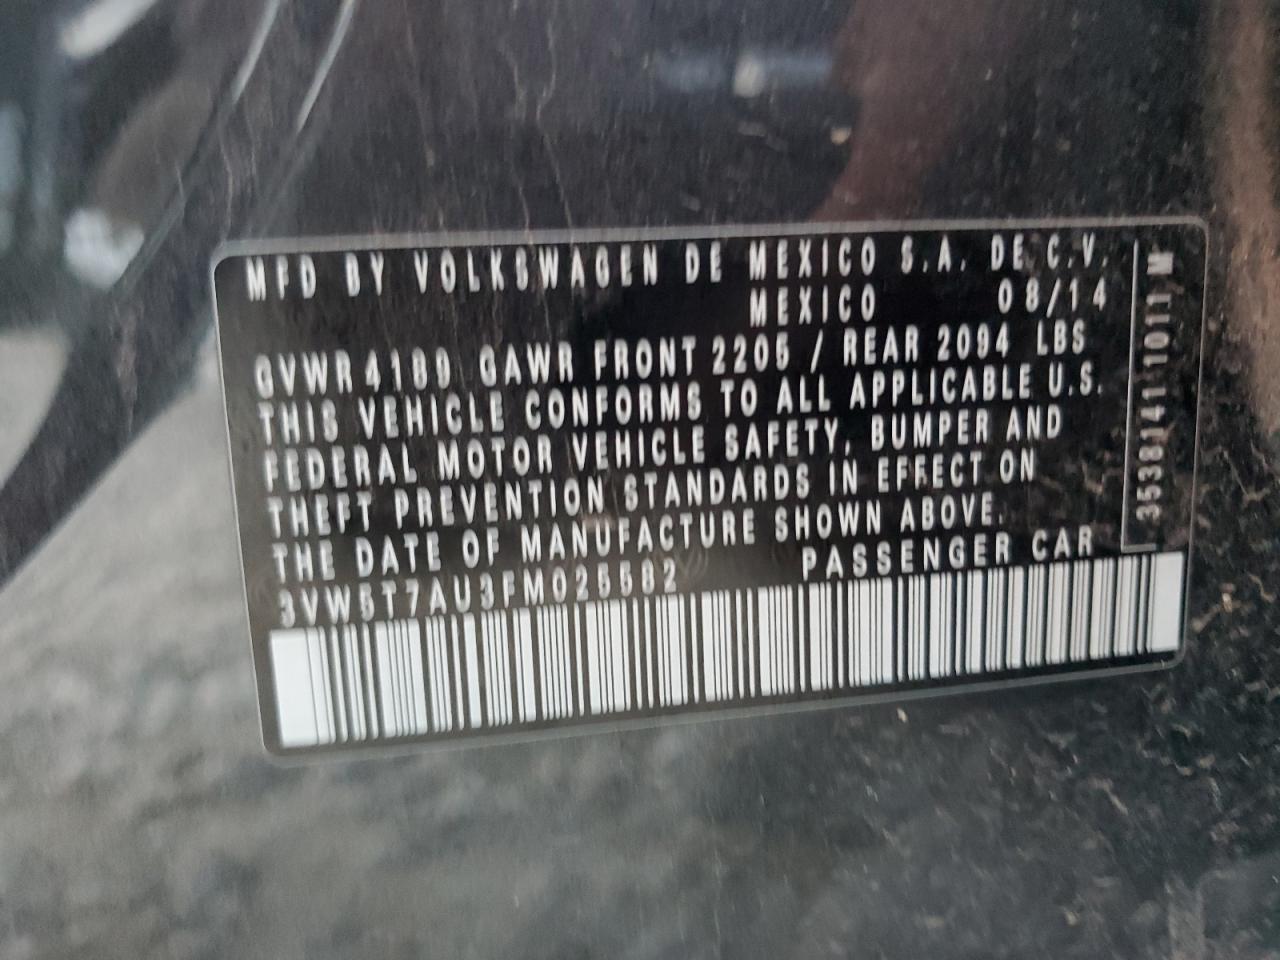 MFD BY VOLKSWAGEN DE MEXICO S.A. DE C.V.
MEXICO 08/14
GVWR 4189 GAWR FRONT 2205 / REAR 2094 LBS
THIS VEHICLE CONFORMS TO ALL APPLICABLE U.S.
FEDERAL MOTOR VEHICLE SAFETY, BUMPER AND
THEFT PREVENTION STANDARDS IN EFFECT ON
THE DATE OF MANUFACTURE SHOWN ABOVE.
3VW5T7AU3FM025582 PASSENGER CAR
353814117011 M